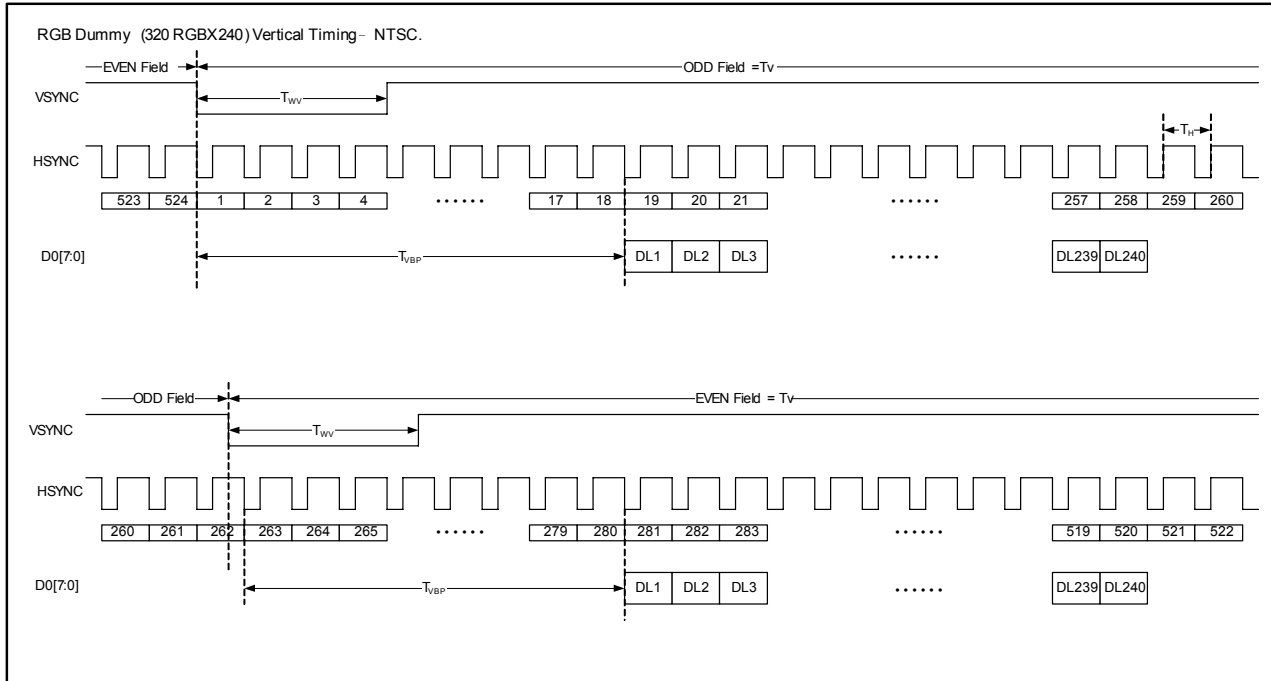 RGB Dummy (320 RGBX240) Vertical Timing– NTSC.
EVEN Field ODD Field =Tv
VSYNC TWV
TH
HSYNC
523 524 1 2 3 4 ...... 17 18 19 20 21 ...... 257 258 259 260
D0[7:0] TVBP DL1 DL2 DL3 ...... DL239 DL240
ODD Field EVEN Field = Tv
VSYNC TWV
HSYNC
260 261 262 263 264 265 ...... 279 280 281 282 283 ...... 519 520 521 522
D0[7:0] TVBP DL1 DL2 DL3 ...... DL239 DL240